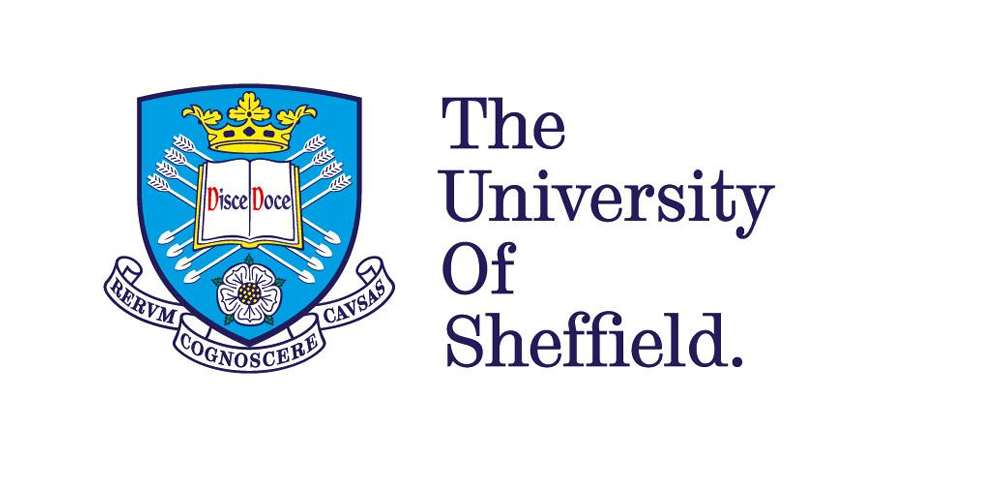 Disce Doce
RERVM COGNOSCERE CAVSAS
The
University
Of
Sheffield.